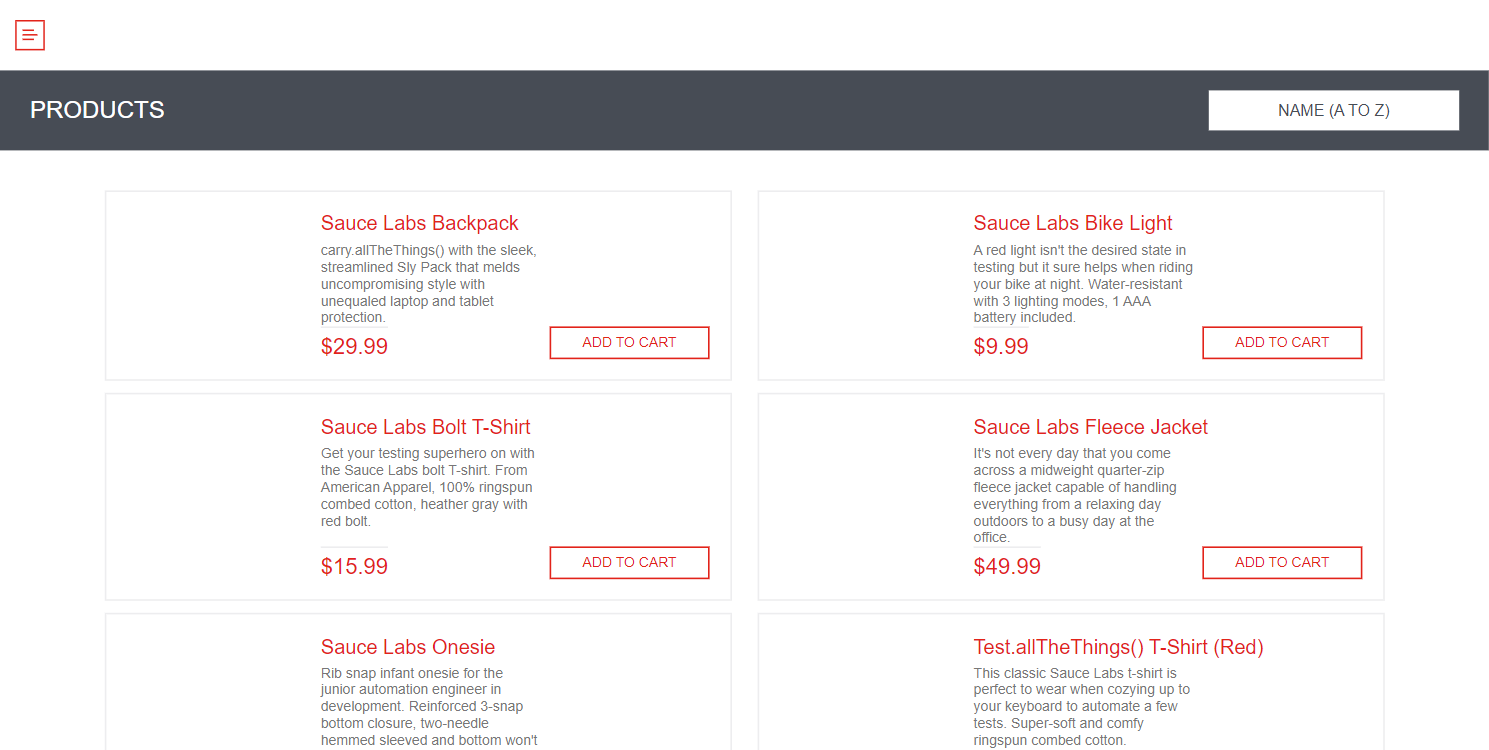 PRODUCTS
NAME (A TO Z)
Sauce Labs Backpack
carry.allTheThings() with the sleek,
streamlined Sly Pack that melds
uncompromising style with
unequaled laptop and tablet
protection.
$29.99
ADD TO CART
Sauce Labs Bike Light
A red light isn't the desired state in
testing but it sure helps when riding
your bike at night. Water-resistant
with 3 lighting modes, 1 AAA
battery included.
$9.99
ADD TO CART
Sauce Labs Bolt T-Shirt
Get your testing superhero on with
the Sauce Labs bolt T-shirt. From
American Apparel, 100% ringspun
combed cotton, heather gray with
red bolt.
$15.99
ADD TO CART
Sauce Labs Fleece Jacket
It's not every day that you come
across a midweight quarter-zip
fleece jacket capable of handling
everything from a relaxing day
outdoors to a busy day at the
office.
$49.99
ADD TO CART
Sauce Labs Onesie
Rib snap infant onesie for the
junior automation engineer in
development. Reinforced 3-snap
bottom closure, two-needle
hemmed sleeved and bottom won't
Test.allTheThings() T-Shirt (Red)
This classic Sauce Labs t-shirt is
perfect to wear when cozying up to
your keyboard to automate a few
tests. Super-soft and comfy
ringspun combed cotton.